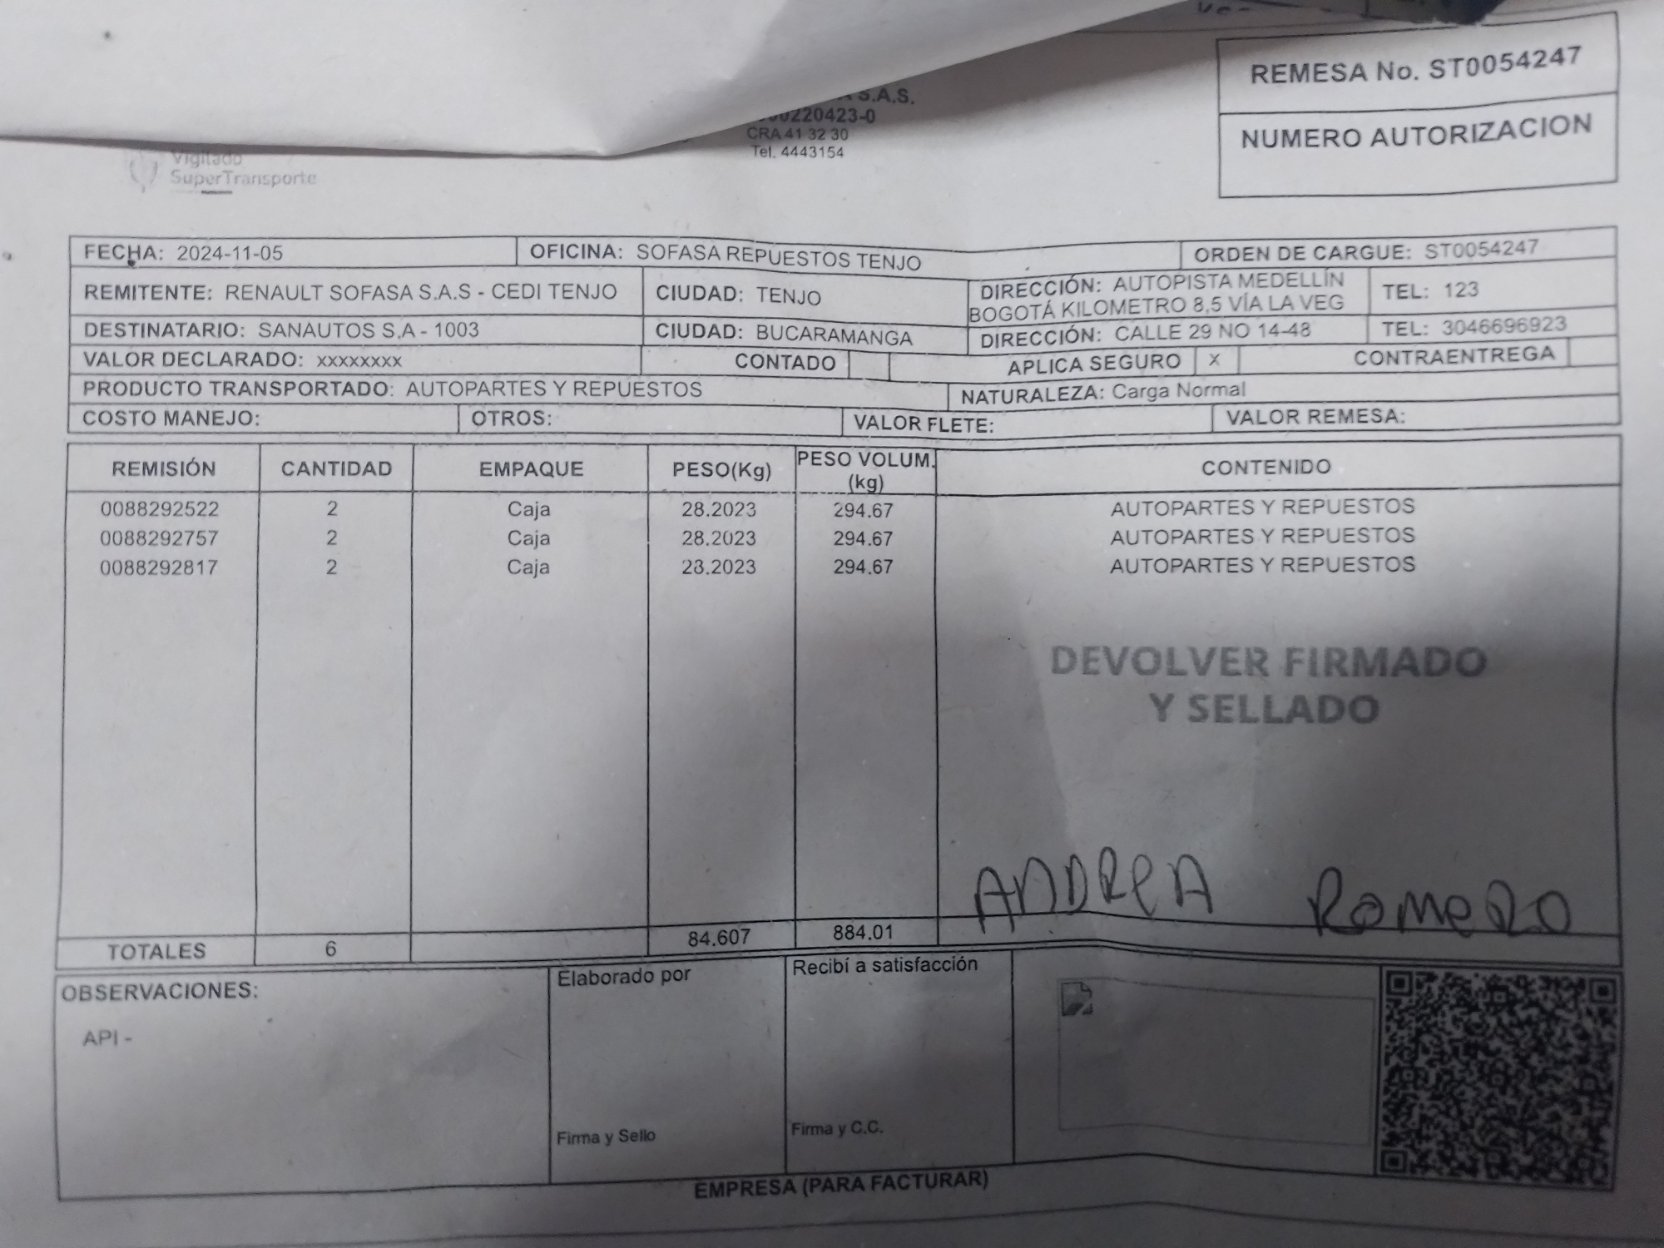 REMESA No. ST0054247
NUMERO AUTORIZACION
S.A.S.
220423-0
CRA 41 32 30
Tel. 4443154
Vigilado
SuperTransporte
FECHA: 2024-11-05 OFICINA: SOFASA REPUESTOS TENJO ORDEN DE CARGUE: ST0054247
REMITENTE: RENAULT SOFASA S.A.S - CEDI TENJO CIUDAD: TENJO DIRECCIÓN: AUTOPISTA MEDELLÍN BOGOTÁ KILOMETRO 8,5 VÍA LA VEG TEL: 123
DESTINATARIO: SANAUTOS S.A - 1003 CIUDAD: BUCARAMANGA DIRECCIÓN: CALLE 29 NO 14-48 TEL: 3046696923
VALOR DECLARADO: xxxxxxxx CONTADO APLICA SEGURO x CONTRAENTREGA
PRODUCTO TRANSPORTADO: AUTOPARTES Y REPUESTOS NATURALEZA: Carga Normal
COSTO MANEJO: OTROS: VALOR FLETE: VALOR REMESA:
REMISIÓN CANTIDAD EMPAQUE PESO(Kg) PESO VOLUM. (kg) CONTENIDO
0088292522 2 Caja 28.2023 294.67 AUTOPARTES Y REPUESTOS
0088292757 2 Caja 28.2023 294.67 AUTOPARTES Y REPUESTOS
0088292817 2 Caja 28.2023 294.67 AUTOPARTES Y REPUESTOS
DEVOLVER FIRMADO
Y SELLADO
ANDREA ROMERO
TOTALES 6 84.607 884.01
OBSERVACIONES: Elaborado por Recibí a satisfacción
API -
Firma y Sello Firma y C.C.
EMPRESA (PARA FACTURAR)